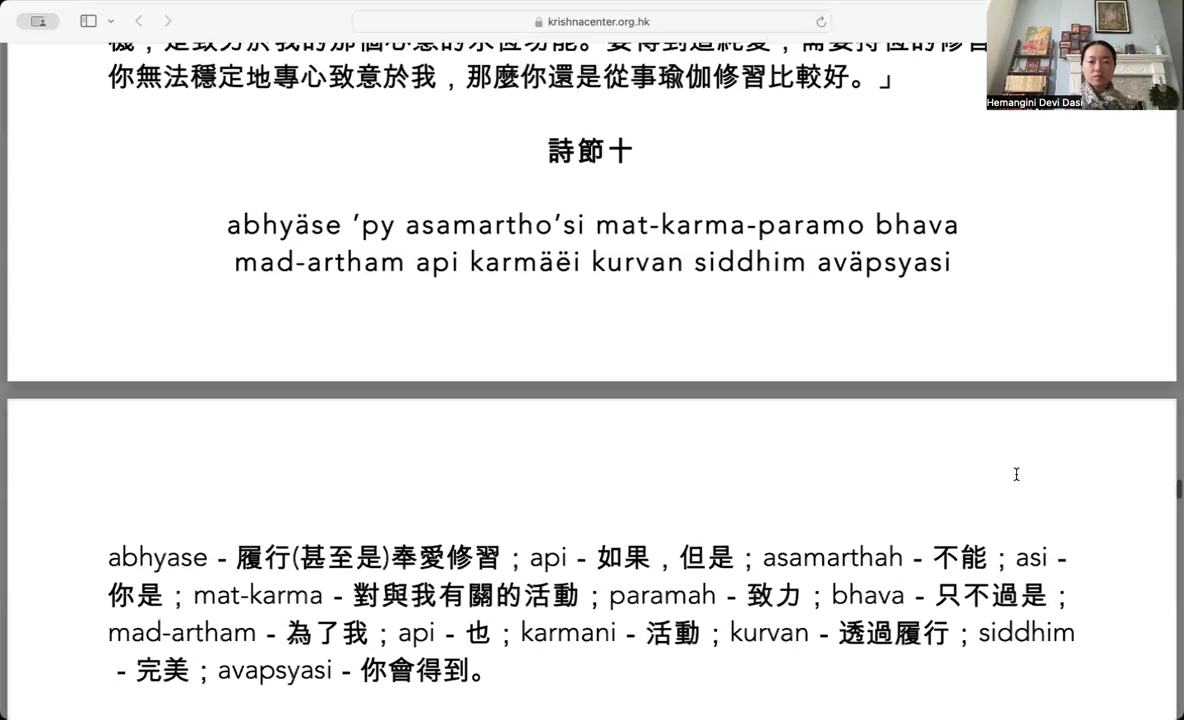 krishnacenter.org.hk
Hemangini Devi Dasi
你無法穩定地專心致意於我，那麼你還是從事瑜伽修習比較好。」
詩節十
abhyäse ’py asamartho’si mat-karma-paramo bhava
mad-artham api karmäëi kurvan siddhim aväpsyasi
abhyase - 履行(甚至是)奉愛修習；api - 如果，但是；asamarthah - 不能；asi -
你是；mat-karma - 對與我有關的活動；paramah - 致力；bhava - 只不過是；
mad-artham - 為了我；api - 也；karmani - 活動；kurvan - 透過履行；siddhim
- 完美；avapsyasi - 你會得到。